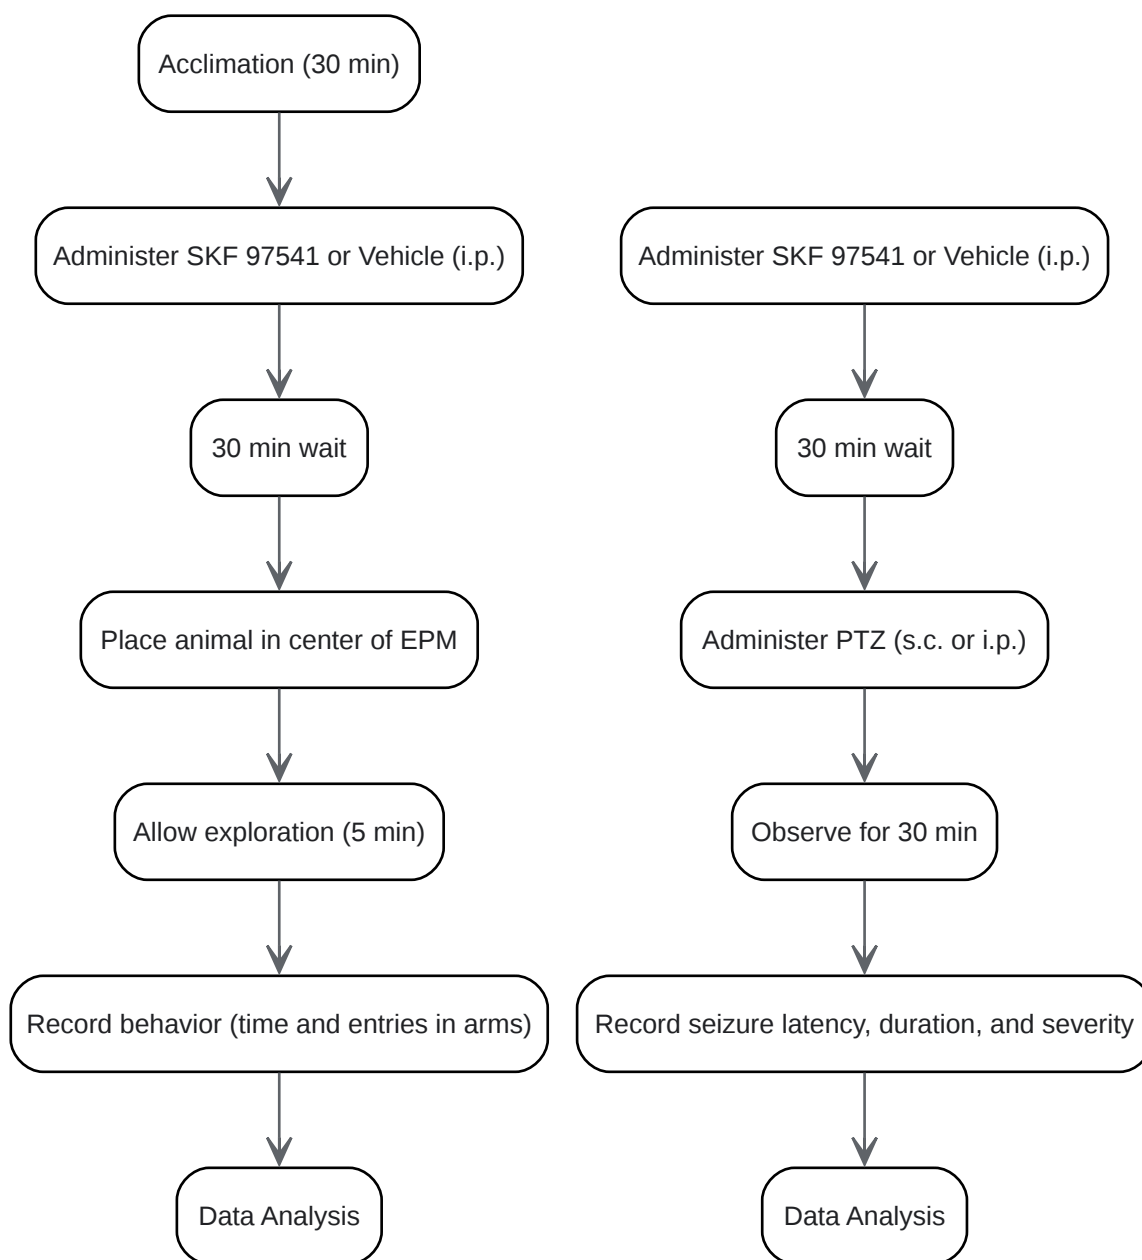 Acclimation (30 min)
Administer SKF 97541 or Vehicle (i.p.)
30 min wait
Place animal in center of EPM
Allow exploration (5 min)
Record behavior (time and entries in arms)
Data Analysis
Administer SKF 97541 or Vehicle (i.p.)
30 min wait
Administer PTZ (s.c. or i.p.)
Observe for 30 min
Record seizure latency, duration, and severity
Data Analysis